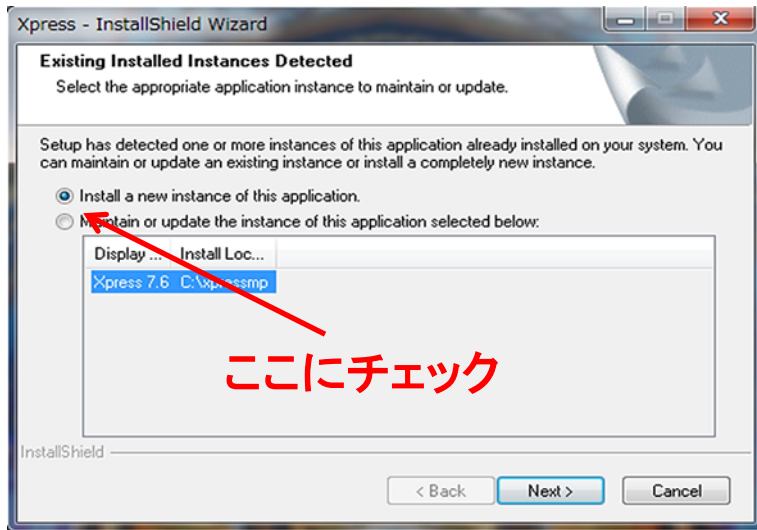 Xpress - InstallShield Wizard
Existing Installed Instances Detected
Select the appropriate application instance to maintain or update.
Setup has detected one or more instances of this application already installed on your system. You
can maintain or update an existing instance or install a completely new instance.
Install a new instance of this application.
Maintain or update the instance of this application selected below:
Display ... Install Loc...
Xpress 7.6 C:\xpressmp
ここにチェック
InstallShield
< Back Next > Cancel